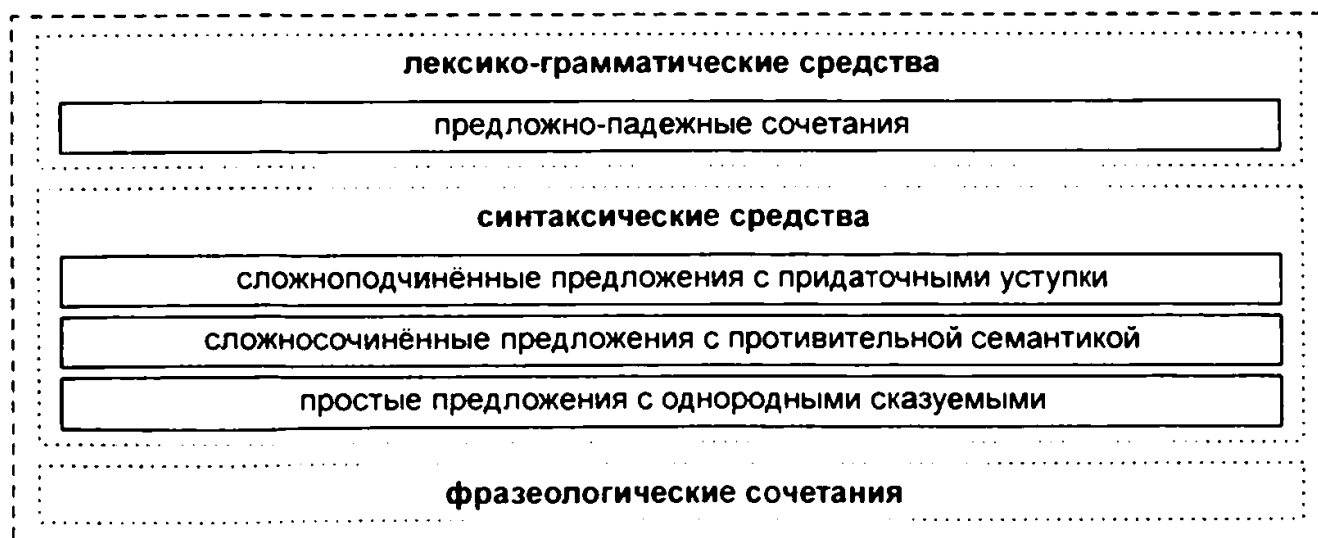 лексико-грамматические средства
предложно-падежные сочетания
синтаксические средства
сложноподчинённые предложения с придаточными уступки
сложносочинённые предложения с противительной семантикой
простые предложения с однородными сказуемыми
фразеологические сочетания